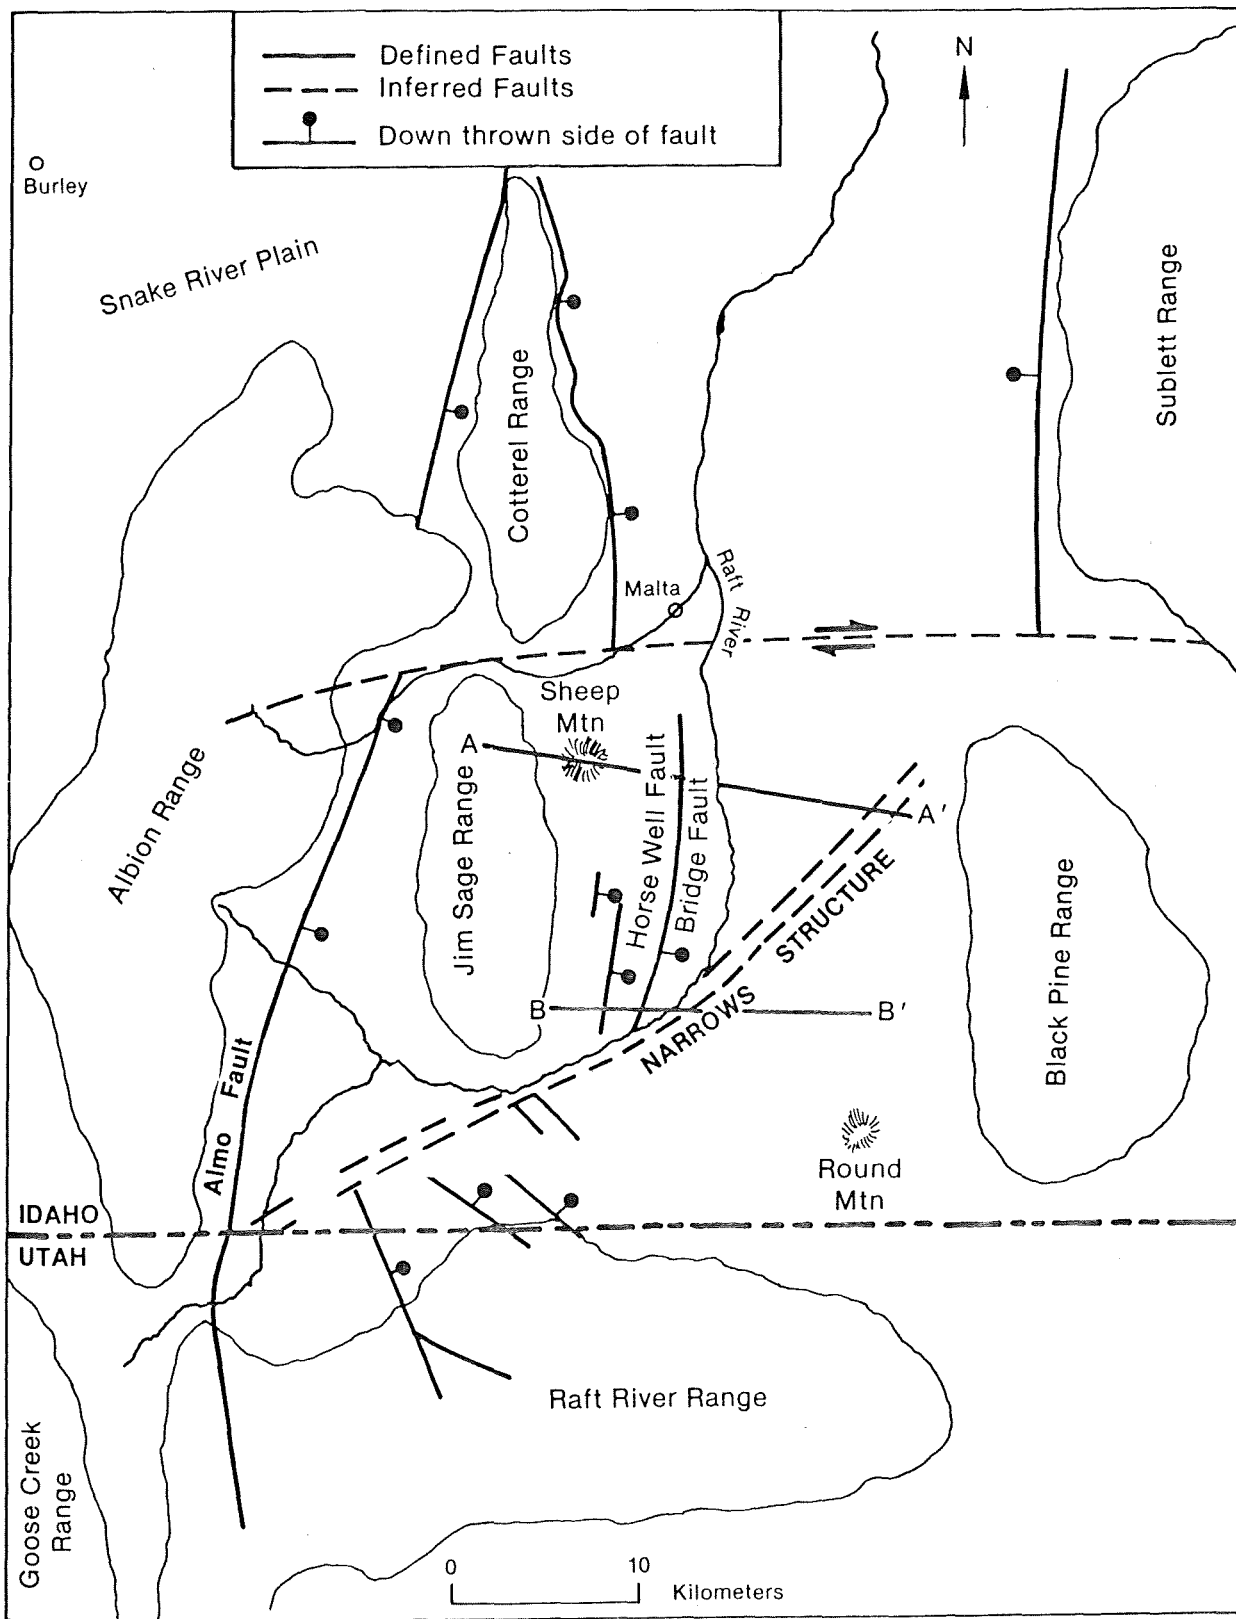 Defined Faults
Inferred Faults
Down thrown side of fault
N
Burley
Snake River Plain
Cotterel Range
Sublett Range
Malta
Raft River
Sheep
Mtn
A
A'
Albion Range
Jim Sage Range
Horse Well Fault
Bridge Fault
NARROWS STRUCTURE
Black Pine Range
B
B'
Almo Fault
Round
Mtn
IDAHO
UTAH
Raft River Range
Goose Creek
Range
0 10
Kilometers